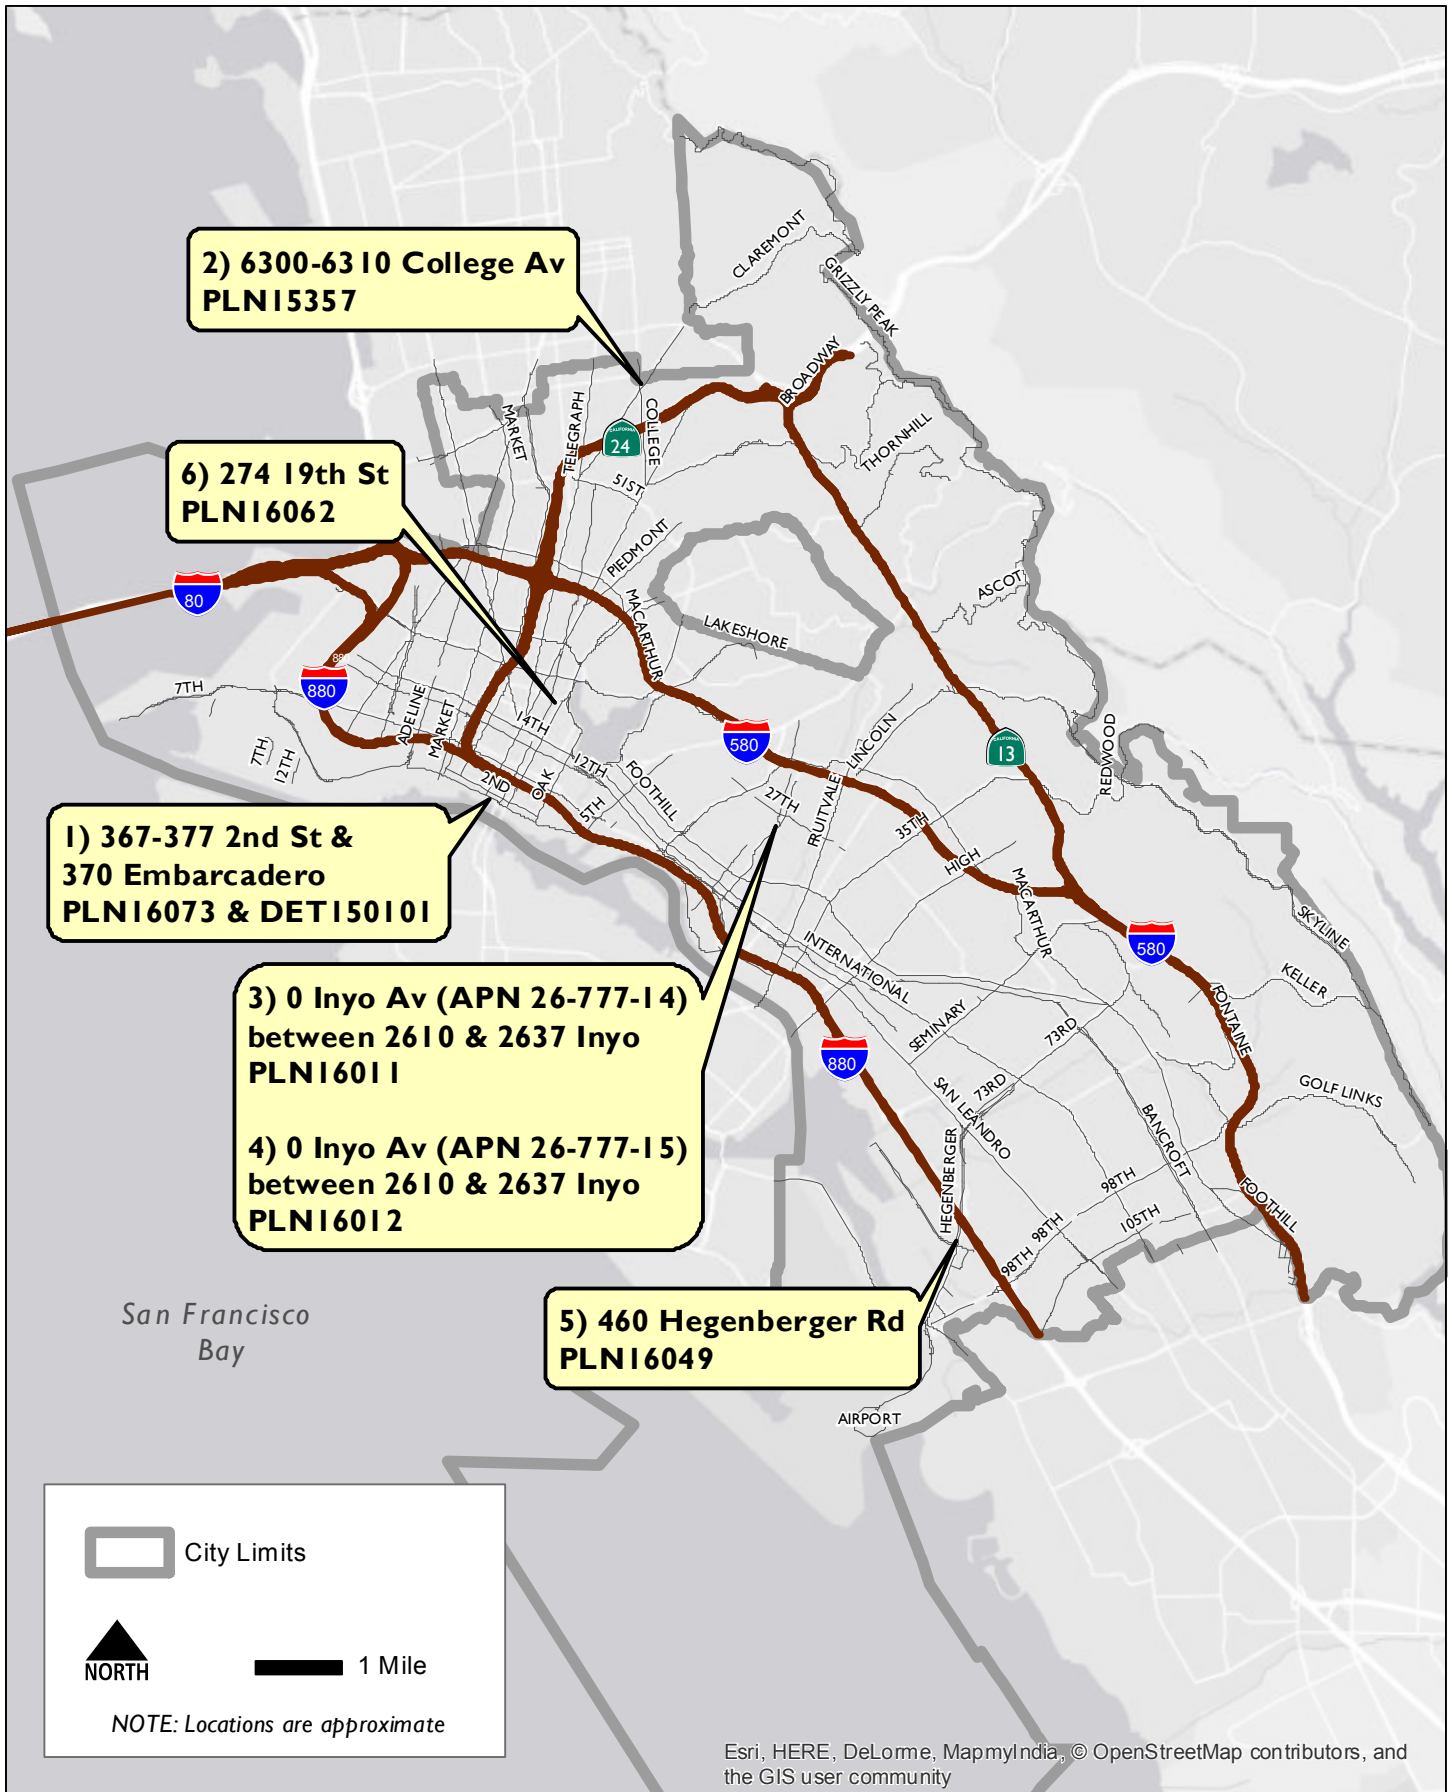 CLAREMONT
GRIZZLY PEAK
2) 6300-6310 College Av
PLN15357
BROADWAY
MARKET
TELEGRAPH
COLLEGE
CALIFORNIA
24
THORNHILL
51ST
6) 274 19th St
PLN16062
PIEDMONT
80
MACARTHUR
LAKESHORE
ASCOT
880
7TH
880
ADELINE
MARKET
14TH
12TH
580
LINCOLN
CALIFORNIA
13
REDWOOD
7TH
12TH
2ND
OAK
5TH
FOOTHILL
27TH
FRUITVALE
35TH
HIGH
1) 367-377 2nd St &
370 Embarcadero
PLN16073 & DET150101
MACARTHUR
580
SKYLINE
KELLER
INTERNATIONAL
3) 0 Inyo Av (APN 26-777-14)
between 2610 & 2637 Inyo
PLN16011
4) 0 Inyo Av (APN 26-777-15)
between 2610 & 2637 Inyo
PLN16012
SEMINARY
73RD
FONTAINE
880
73RD
SAN LEANDRO
BANCROFT
GOLF LINKS
HEGENBERGER
98TH
98TH
98TH
105TH
FOOTHILL
5) 460 Hegenberger Rd
PLN16049
San Francisco
Bay
AIRPORT
City Limits
NORTH
1 Mile
NOTE: Locations are approximate
Esri, HERE, DeLorme, MapmyIndia, © OpenStreetMap contributors, and
the GIS user community